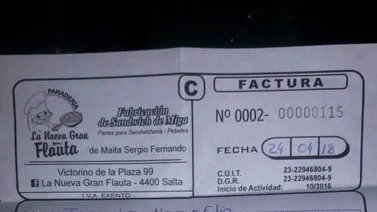 PANADERÍA
La Nueva Gran
Flauta
Fabricación
de Sandwich de Miga
Panes para Sandwichería - Pebetes
de Maita Sergio Fernando
Victorino de la Plaza 99
La Nueva Gran Flauta - 4400 Salta
I.V.A. EXENTO
C
FACTURA
Nº 0002- 00000115
FECHA 24 04 18
C.U.I.T. 23-22946804-9
D.G.R. 23-22946804-9
Inicio de Actividad: 10/2016